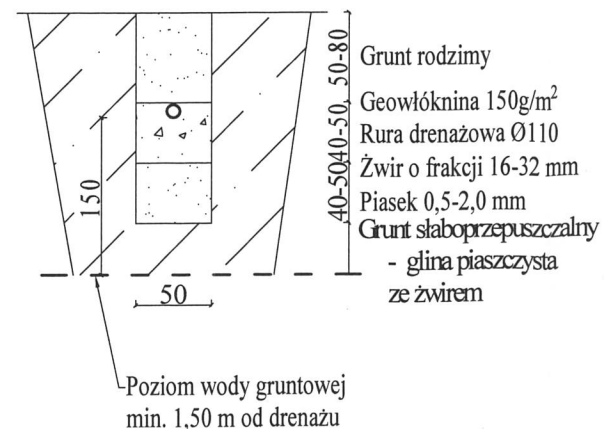 50-80
40-50
40-50
150
50
Grunt rodzimy
Geowłóknina 150g/m²
Rura drenażowa Ø110
Żwir o frakcji 16-32 mm
Piasek 0,5-2,0 mm
Grunt słaboprzepuszczalny
- glina piaszczysta
ze żwirem
Poziom wody gruntowej
min. 1,50 m od drenażu